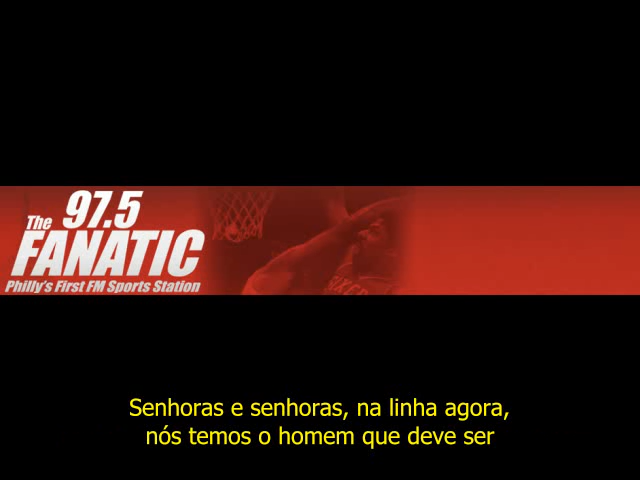 The 97.5
FANATIC
Philly's First FM Sports Station
Senhoras e senhoras, na linha agora,
nós temos o homem que deve ser